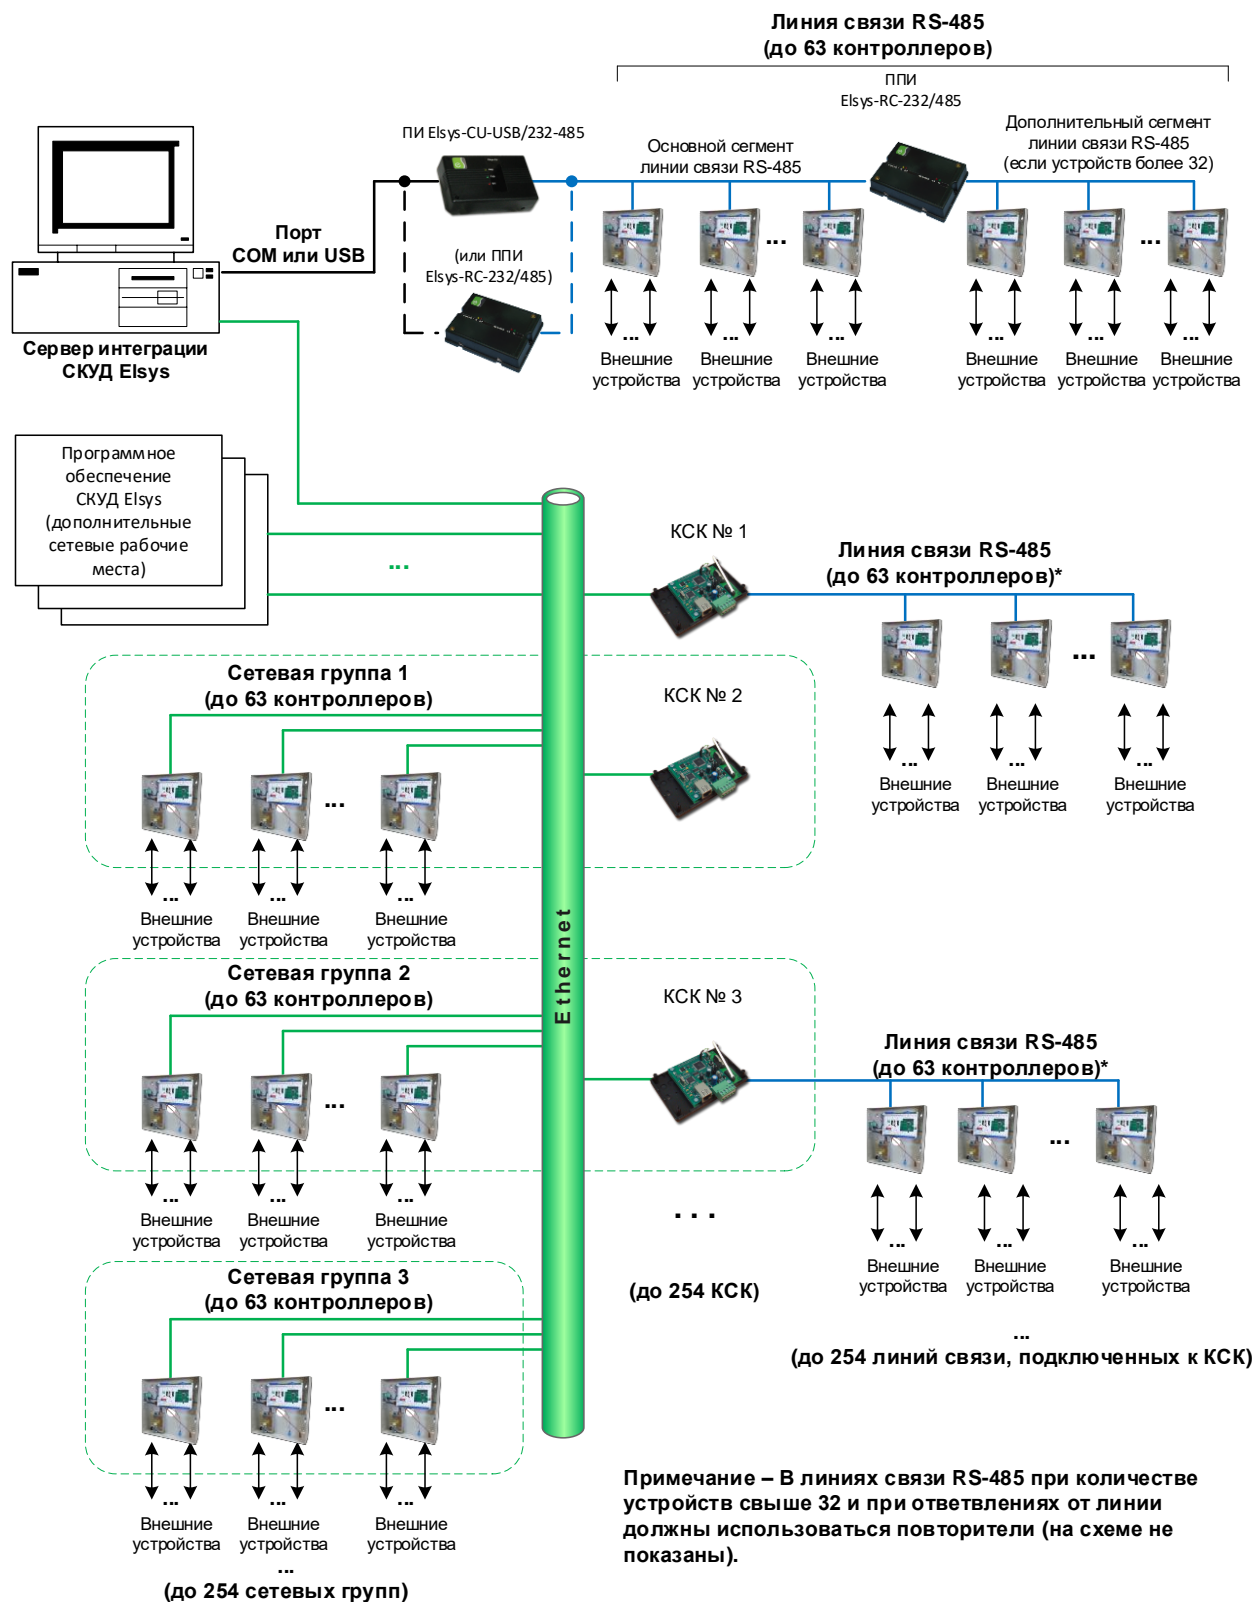 Линия связи RS-485
(до 63 контроллеров)
ППИ
Elsys-RC-232/485
ПИ Elsys-CU-USB/232-485
Основной сегмент
линии связи RS-485
Дополнительный сегмент
линии связи RS-485
(если устройств более 32)
Порт
COM или USB
(или ППИ
Elsys-RC-232/485)
...
...
Сервер интеграции
СКУД Elsys
...
...
...
...
...
...
Внешние
устройства
Внешние
устройства
Внешние
устройства
Внешние
устройства
Внешние
устройства
Внешние
устройства
Программное
обеспечение
СКУД Elsys
(дополнительные
сетевые рабочие
места)
...
КСК № 1
Линия связи RS-485
(до 63 контроллеров)*
...
...
...
...
Внешние
устройства
Внешние
устройства
Внешние
устройства
Сетевая группа 1
(до 63 контроллеров)
КСК № 2
...
...
...
...
Внешние
устройства
Внешние
устройства
Внешние
устройства
Ethernet
Сетевая группа 2
(до 63 контроллеров)
КСК № 3
Линия связи RS-485
(до 63 контроллеров)*
...
...
...
...
Внешние
устройства
Внешние
устройства
Внешние
устройства
...
...
...
...
Внешние
устройства
Внешние
устройства
Внешние
устройства
. . .
(до 254 КСК)
...
(до 254 линий связи, подключенных к КСК)
Сетевая группа 3
(до 63 контроллеров)
...
...
...
...
Внешние
устройства
Внешние
устройства
Внешние
устройства
...
(до 254 сетевых групп)
Примечание – В линиях связи RS-485 при количестве
устройств свыше 32 и при ответвлениях от линии
должны использоваться повторители (на схеме не
показаны).